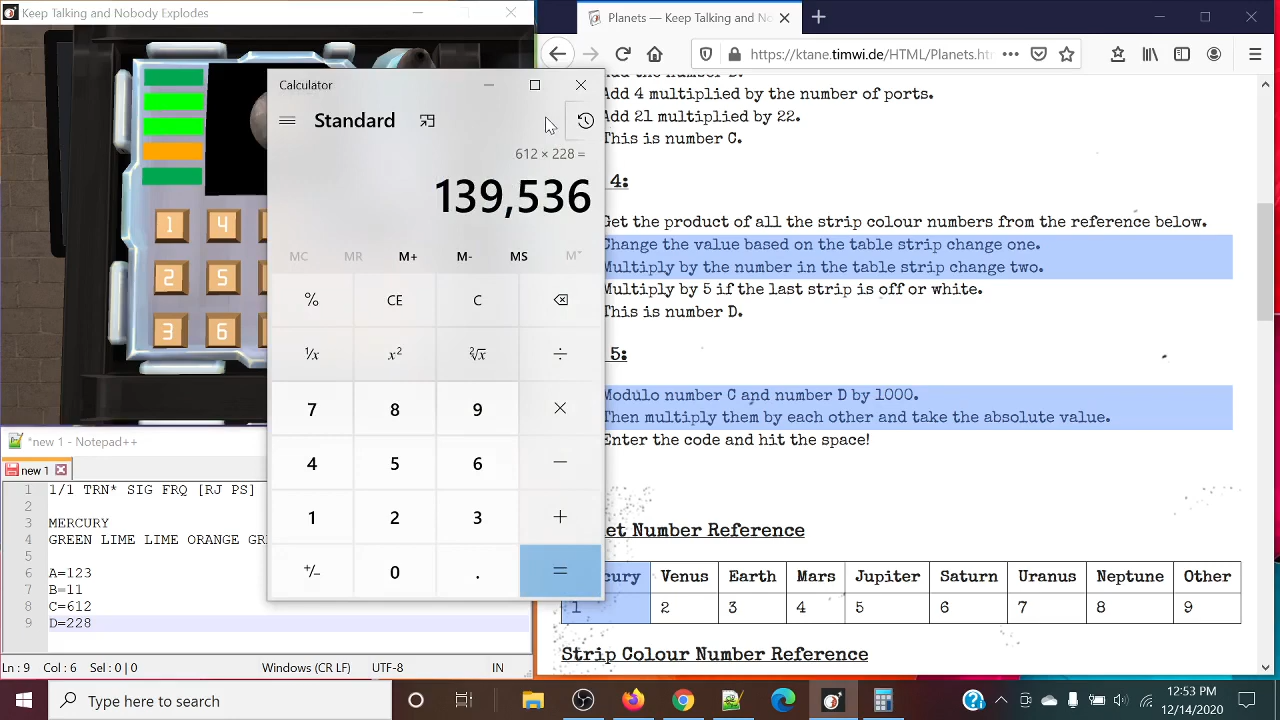 Keep Talking and Nobody Explodes
1 4
2 5
3 6
Calculator
Standard
612 × 228 =
139,536
MC MR M+ M- MS
% CE C
7 8 9 ×
4 5 6 −
1 2 3 +
+/− 0 . =
*new 1 - Notepad++
new 1
1 1/1 TRN* SIG FRQ [RJ PS]
2
3 MERCURY
4 GREEN LIME LIME ORANGE GR
5
6 A=123
7 B=11
8 C=612
9 D=228
Ln : 9 Col : 6 Sel : 0 | 0 Windows (CR LF) UTF-8 IN
Planets — Keep Talking and No
https://ktane.timwi.de/HTML/Planets.ht
Add the number B.
Add 4 multiplied by the number of ports.
Add 21 multiplied by 22.
This is number C.
4:
Get the product of all the strip colour numbers from the reference below.
Change the value based on the table strip change one.
Multiply by the number in the table strip change two.
Multiply by 5 if the last strip is off or white.
This is number D.
5:
Modulo number C and number D by 1000.
Then multiply them by each other and take the absolute value.
Enter the code and hit the space!
et Number Reference
cury Venus Earth Mars Jupiter Saturn Uranus Neptune Other
1 2 3 4 5 6 7 8 9
Strip Colour Number Reference
Type here to search
12:53 PM
12/14/2020